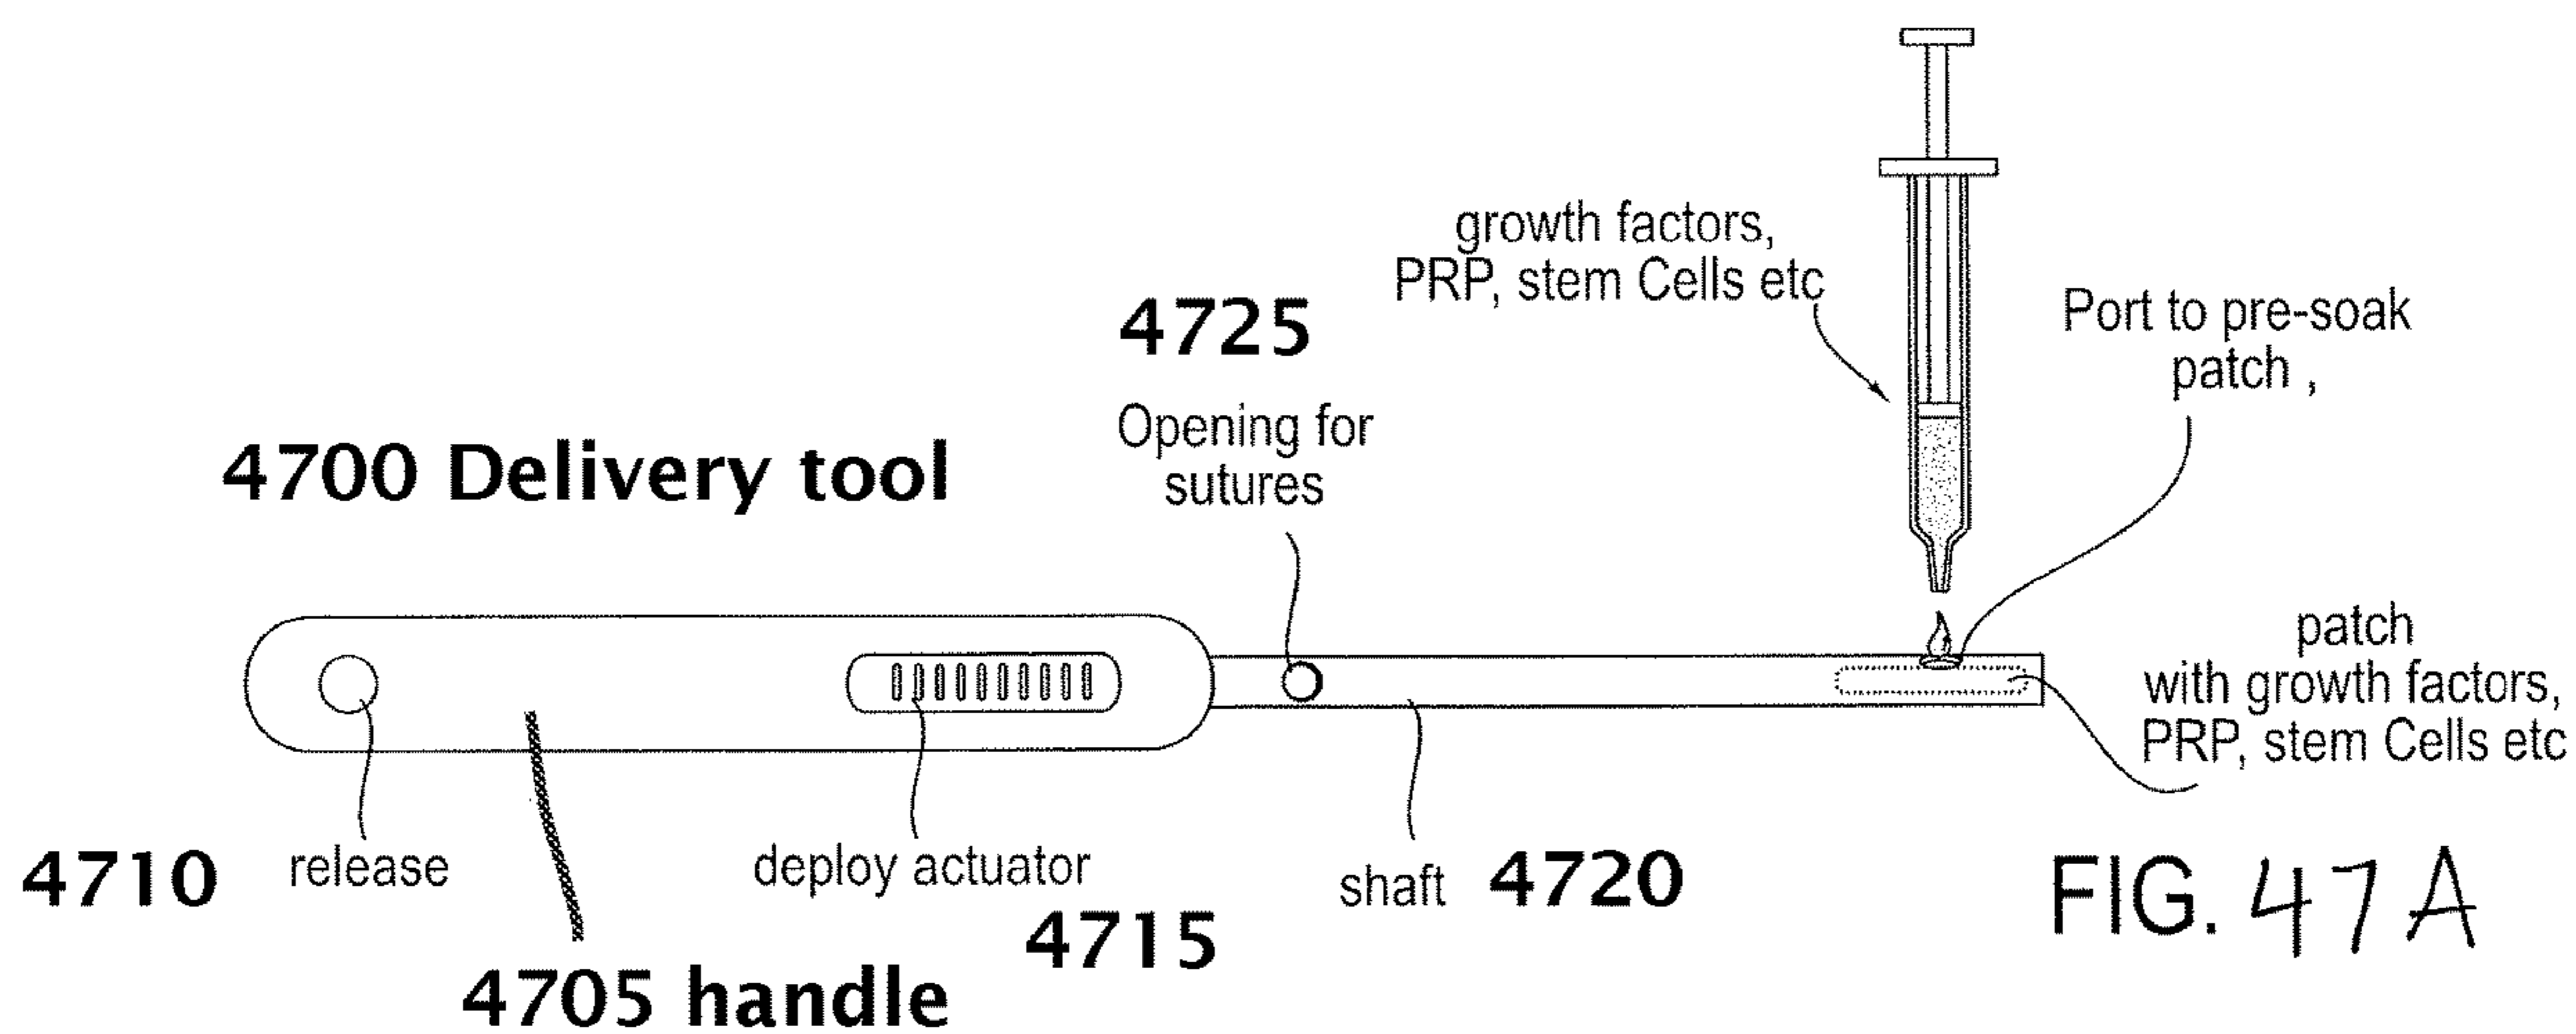 growth factors,
PRP, stem Cells etc
4725
Opening for
sutures
Port to pre-soak
patch ,
4700 Delivery tool
patch
with growth factors,
PRP, stem Cells etc
4710 release
deploy actuator
4715
shaft 4720
4705 handle
FIG. 47A